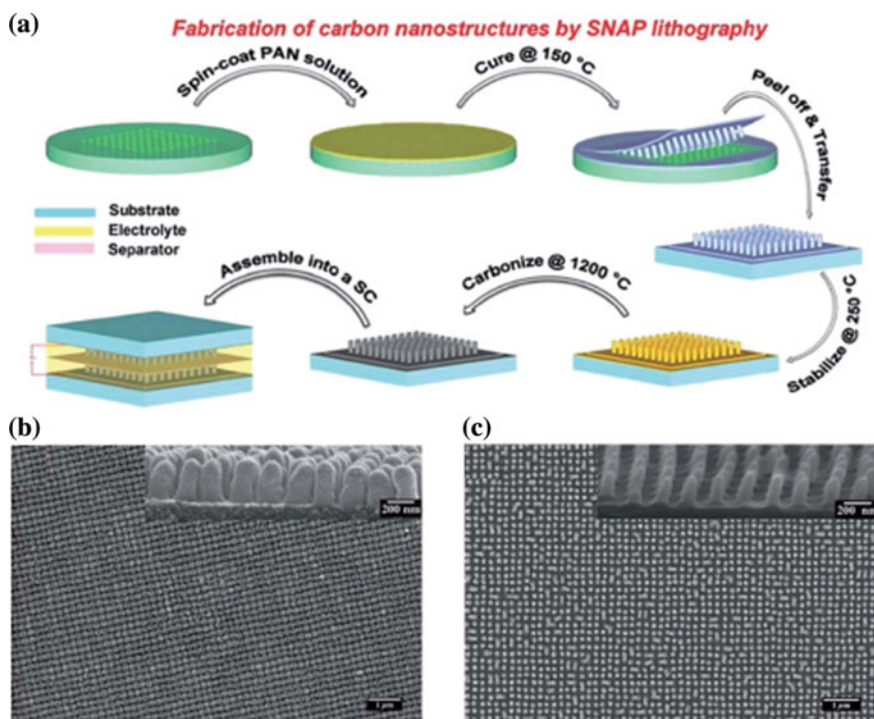 (a)
Fabrication of carbon nanostructures by SNAP lithography
Spin-coat PAN solution
Cure @ 150 °C
Peel off & Transfer
Substrate
Electrolyte
Separator
Assemble into a SC
Carbonize @ 1200 °C
Stabilize @ 250 °C
(b)
200 nm
1 µm
(c)
200 nm
1 µm